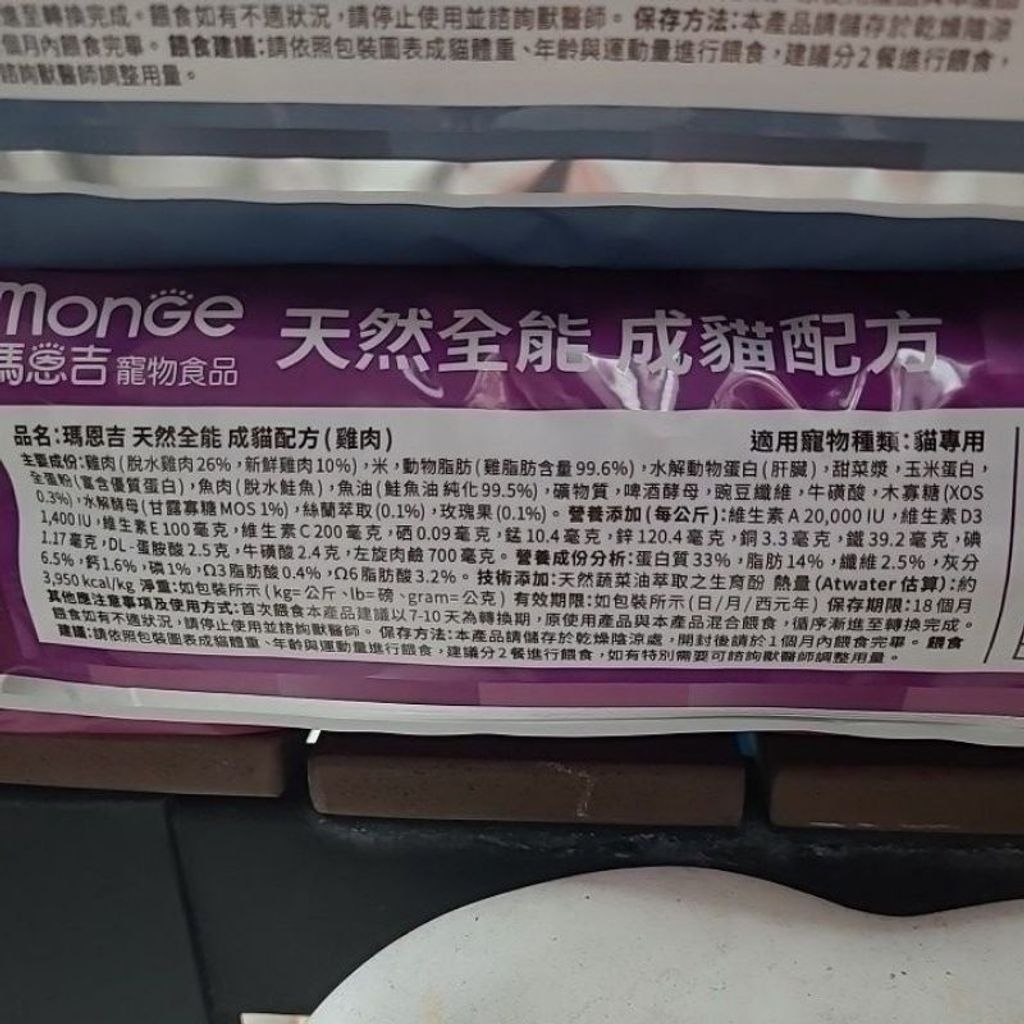 進至轉換完成。餵食如有不適狀況，請停止使用並諮詢獸醫師。保存方法:本產品請儲存於乾燥陰涼
個月內餵食完畢。餵食建議:請依照包裝圖表成貓體重、年齡與運動量進行餵食，建議分2餐進行餵食，
諮詢獸醫師調整用量。
Monge
瑪恩吉 寵物食品
天然全能 成貓配方
品名:瑪恩吉 天然全能 成貓配方(雞肉)
適用寵物種類:貓專用
主要成份:雞肉(脫水雞肉26%，新鮮雞肉10%)，米，動物脂肪(雞脂肪含量99.6%)，水解動物蛋白(肝臟)，甜菜漿，玉米蛋白，
全蛋粉(富含優質蛋白)，魚肉(脫水鮭魚)，魚油(鮭魚油純化99.5%)，礦物質，啤酒酵母，豌豆纖維，牛磺酸，木寡糖(XOS
0.3%)，水解酵母(甘露寡糖MOS 1%)，絲蘭萃取(0.1%)，玫瑰果(0.1%)。營養添加(每公斤):維生素A 20,000 IU，維生素D3
1,400 IU，維生素E 100毫克，維生素C 200毫克，硒0.09毫克，錳10.4毫克，鋅120.4毫克，銅3.3毫克，鐵39.2毫克，碘
1.17毫克，DL-蛋胺酸2.5克，牛磺酸2.4克，左旋肉鹼700毫克。營養成份分析:蛋白質33%，脂肪14%，纖維2.5%，灰分
6.5%，鈣1.6%，磷1%，Ω3脂肪酸0.4%，Ω6脂肪酸3.2%。技術添加:天然蔬菜油萃取之生育酚 熱量(Atwater估算):約
3,950 kcal/kg 淨重:如包裝所示(kg=公斤、lb=磅、gram=公克) 有效期限:如包裝所示(日/月/西元年) 保存期限:18個月
其他應注意事項及使用方式:首次餵食本產品建議以7-10天為轉換期，原使用產品與本產品混合餵食，循序漸進至轉換完成。
餵食如有不適狀況，請停止使用並諮詢獸醫師。保存方法:本產品請儲存於乾燥陰涼處，開封後請於1個月內餵食完畢。餵食
建議:請依照包裝圖表成貓體重、年齡與運動量進行餵食，建議分2餐進行餵食，如有特別需要可諮詢獸醫師調整用量。